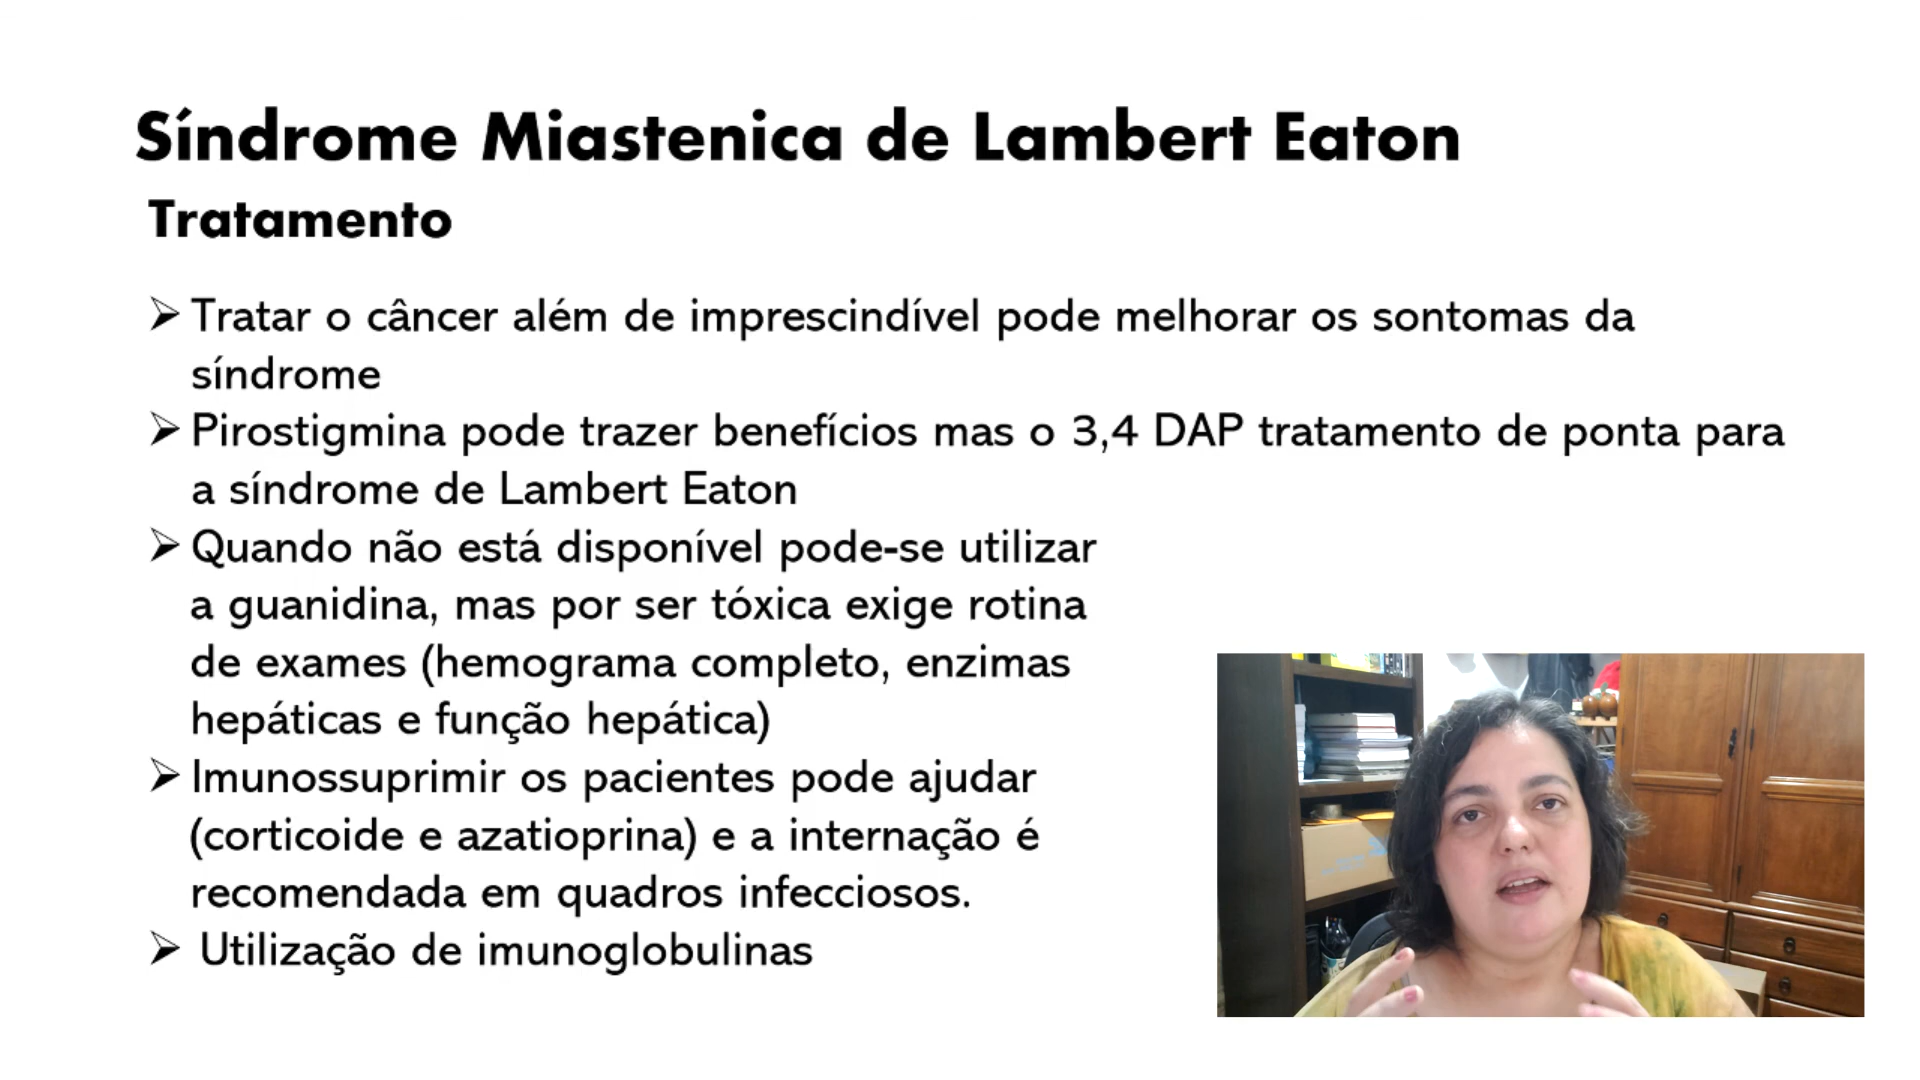 Síndrome Miastenica de Lambert Eaton
Tratamento
Tratar o câncer além de imprescindível pode melhorar os sontomas da
síndrome
Pirostigmina pode trazer benefícios mas o 3,4 DAP tratamento de ponta para
a síndrome de Lambert Eaton
Quando não está disponível pode-se utilizar
a guanidina, mas por ser tóxica exige rotina
de exames (hemograma completo, enzimas
hepáticas e função hepática)
Imunossuprimir os pacientes pode ajudar
(corticoide e azatioprina) e a internação é
recomendada em quadros infecciosos.
Utilização de imunoglobulinas